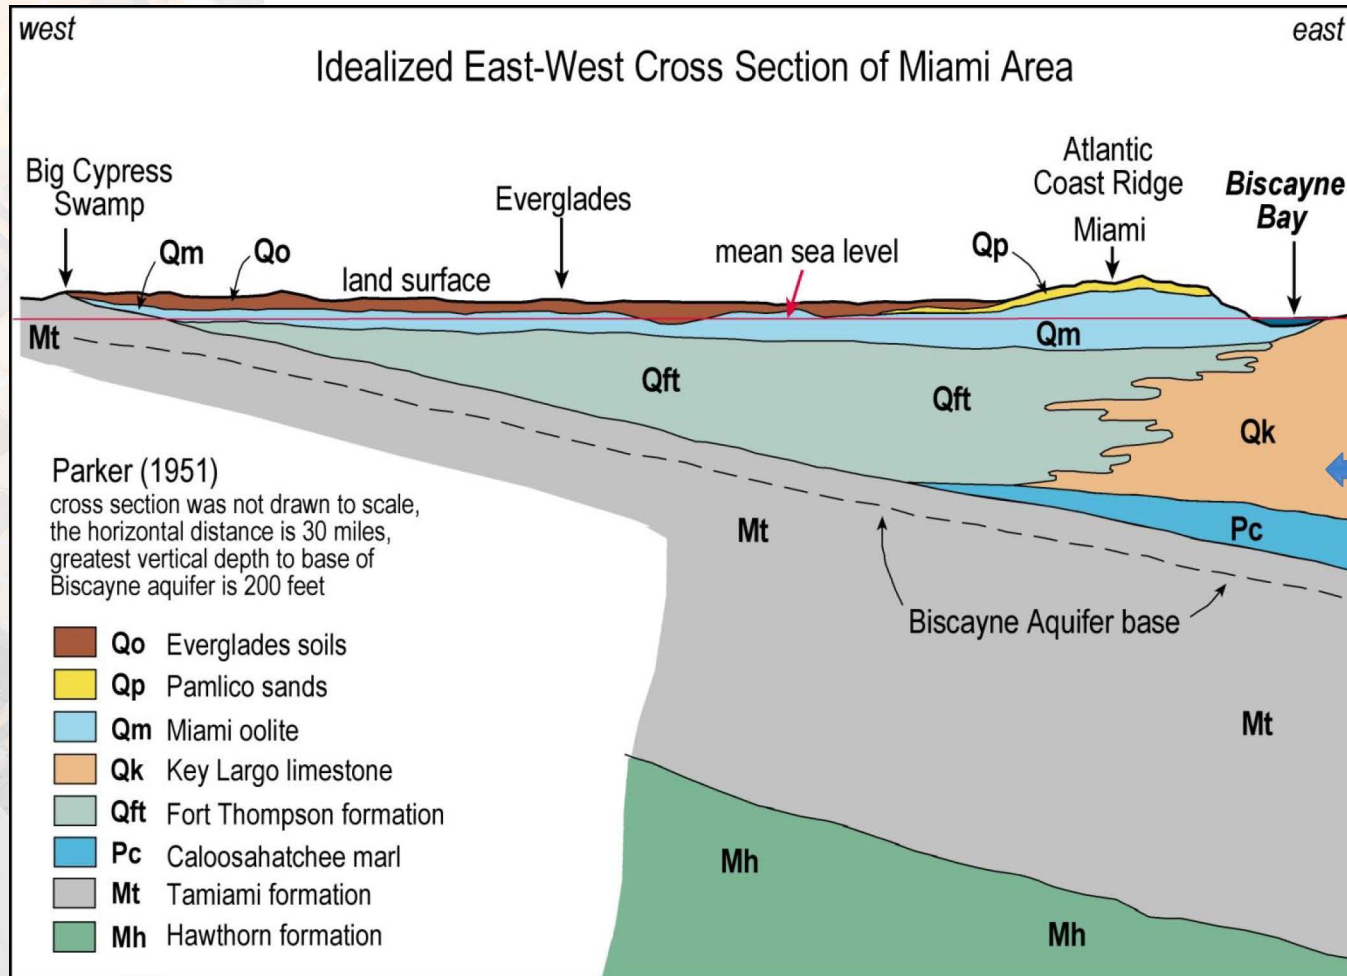 west
east
Idealized East-West Cross Section of Miami Area
Big Cypress
Swamp
Qm
Qo
land surface
Everglades
mean sea level
Qp
Atlantic
Coast Ridge
Miami
Biscayne
Bay
Mt
Qm
Qft
Qft
Qk
Parker (1951)
cross section was not drawn to scale,
the horizontal distance is 30 miles,
greatest vertical depth to base of
Biscayne aquifer is 200 feet
Mt
Pc
Biscayne Aquifer base
Mt
Qo Everglades soils
Qp Pamlico sands
Qm Miami oolite
Qk Key Largo limestone
Qft Fort Thompson formation
Pc Caloosahatchee marl
Mt Tamiami formation
Mh Hawthorn formation
Mh
Mh